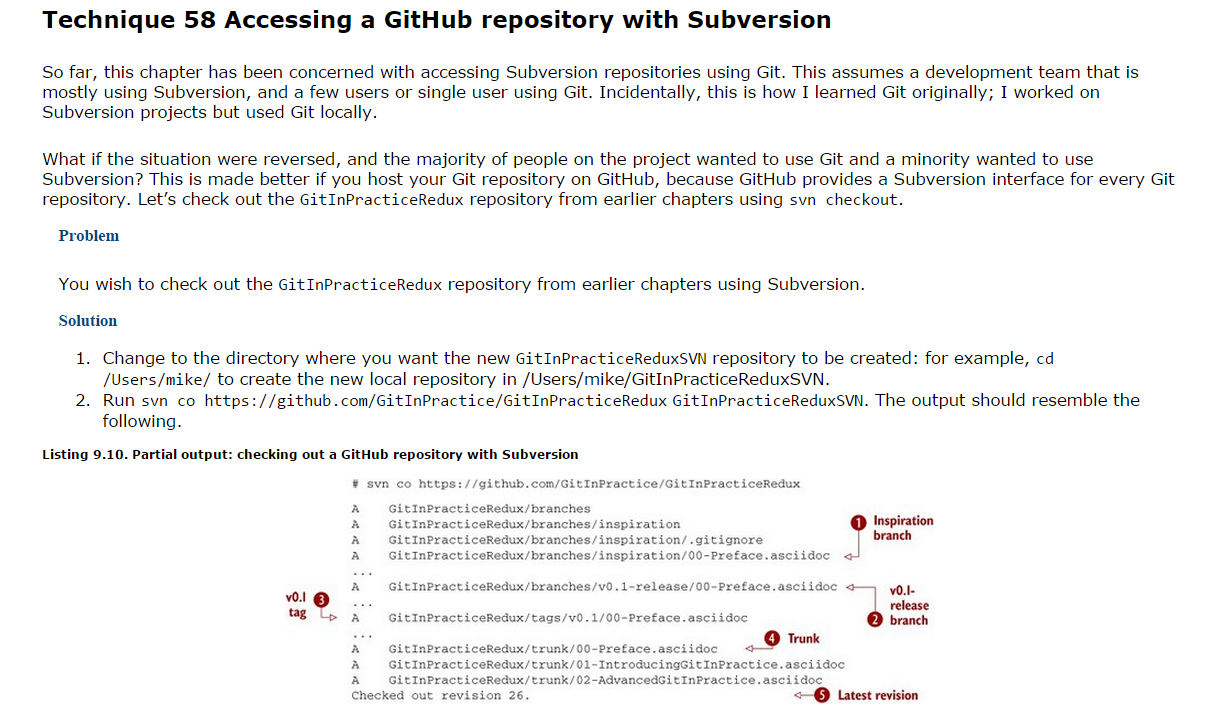 Technique 58 Accessing a GitHub repository with Subversion
So far, this chapter has been concerned with accessing Subversion repositories using Git. This assumes a development team that is
mostly using Subversion, and a few users or single user using Git. Incidentally, this is how I learned Git originally; I worked on
Subversion projects but used Git locally.
What if the situation were reversed, and the majority of people on the project wanted to use Git and a minority wanted to use
Subversion? This is made better if you host your Git repository on GitHub, because GitHub provides a Subversion interface for every Git
repository. Let’s check out the GitInPracticeRedux repository from earlier chapters using svn checkout.
Problem
You wish to check out the GitInPracticeRedux repository from earlier chapters using Subversion.
Solution
1. Change to the directory where you want the new GitInPracticeReduxSVN repository to be created: for example, cd
/Users/mike/ to create the new local repository in /Users/mike/GitInPracticeReduxSVN.
2. Run svn co https://github.com/GitInPractice/GitInPracticeRedux GitInPracticeReduxSVN. The output should resemble the
following.
Listing 9.10. Partial output: checking out a GitHub repository with Subversion
# svn co https://github.com/GitInPractice/GitInPracticeRedux
A GitInPracticeRedux/branches
A GitInPracticeRedux/branches/inspiration
A GitInPracticeRedux/branches/inspiration/.gitignore
A GitInPracticeRedux/branches/inspiration/00-Preface.asciidoc
1 Inspiration
branch
...
A GitInPracticeRedux/branches/v0.1-release/00-Preface.asciidoc
v0.1-
release
2 branch
...
v0.1 3
tag
A GitInPracticeRedux/tags/v0.1/00-Preface.asciidoc
...
4 Trunk
A GitInPracticeRedux/trunk/00-Preface.asciidoc
A GitInPracticeRedux/trunk/01-IntroducingGitInPractice.asciidoc
A GitInPracticeRedux/trunk/02-AdvancedGitInPractice.asciidoc
Checked out revision 26.
5 Latest revision